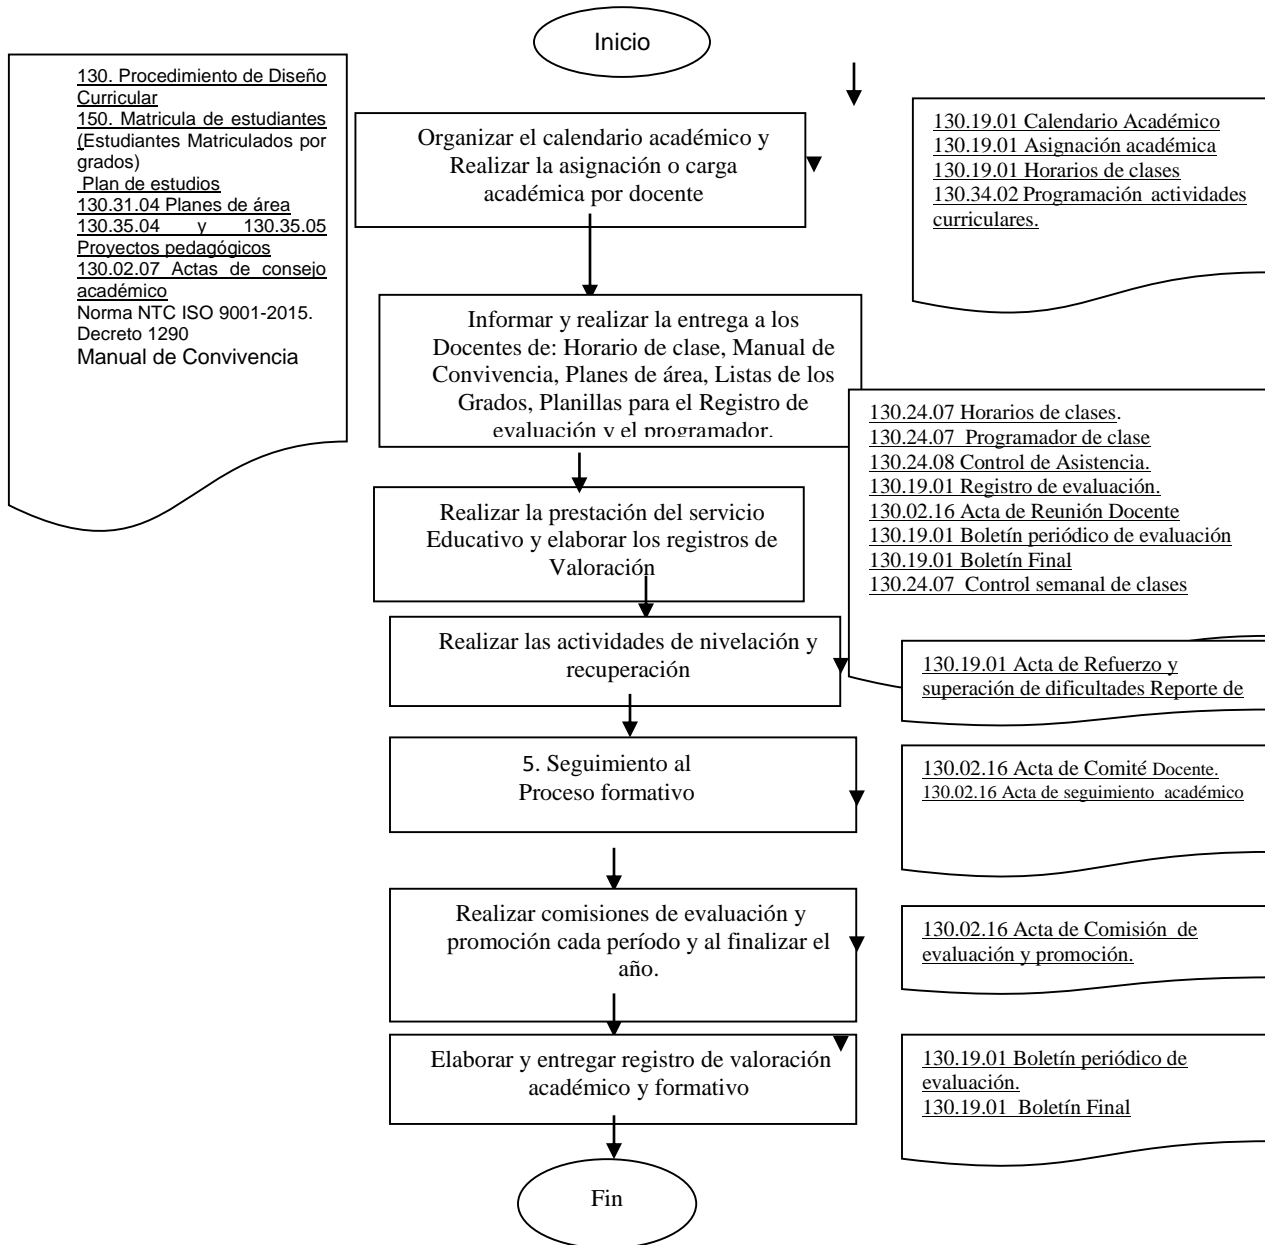 Inicio
130. Procedimiento de Diseño
Curricular
150. Matricula de estudiantes
(Estudiantes Matriculados por
grados)
Plan de estudios
130.31.04 Planes de área
130.35.04 y 130.35.05
Proyectos pedagógicos
130.02.07 Actas de consejo
académico
Norma NTC ISO 9001-2015.
Decreto 1290
Manual de Convivencia
Organizar el calendario académico y
Realizar la asignación o carga
académica por docente
130.19.01 Calendario Académico
130.19.01 Asignación académica
130.19.01 Horarios de clases
130.34.02 Programación actividades
curriculares.
Informar y realizar la entrega a los
Docentes de: Horario de clase, Manual de
Convivencia, Planes de área, Listas de los
Grados, Planillas para el Registro de
evaluación y el programador.
130.24.07 Horarios de clases.
130.24.07 Programador de clase
130.24.08 Control de Asistencia.
130.19.01 Registro de evaluación.
130.02.16 Acta de Reunión Docente
130.19.01 Boletín periódico de evaluación
130.19.01 Boletín Final
130.24.07 Control semanal de clases
Realizar la prestación del servicio
Educativo y elaborar los registros de
Valoración
Realizar las actividades de nivelación y
recuperación
130.19.01 Acta de Refuerzo y
superación de dificultades Reporte de
5. Seguimiento al
Proceso formativo
130.02.16 Acta de Comité Docente.
130.02.16 Acta de seguimiento académico
Realizar comisiones de evaluación y
promoción cada período y al finalizar el
año.
130.02.16 Acta de Comisión de
evaluación y promoción.
Elaborar y entregar registro de valoración
académico y formativo
130.19.01 Boletín periódico de
evaluación.
130.19.01 Boletín Final
Fin